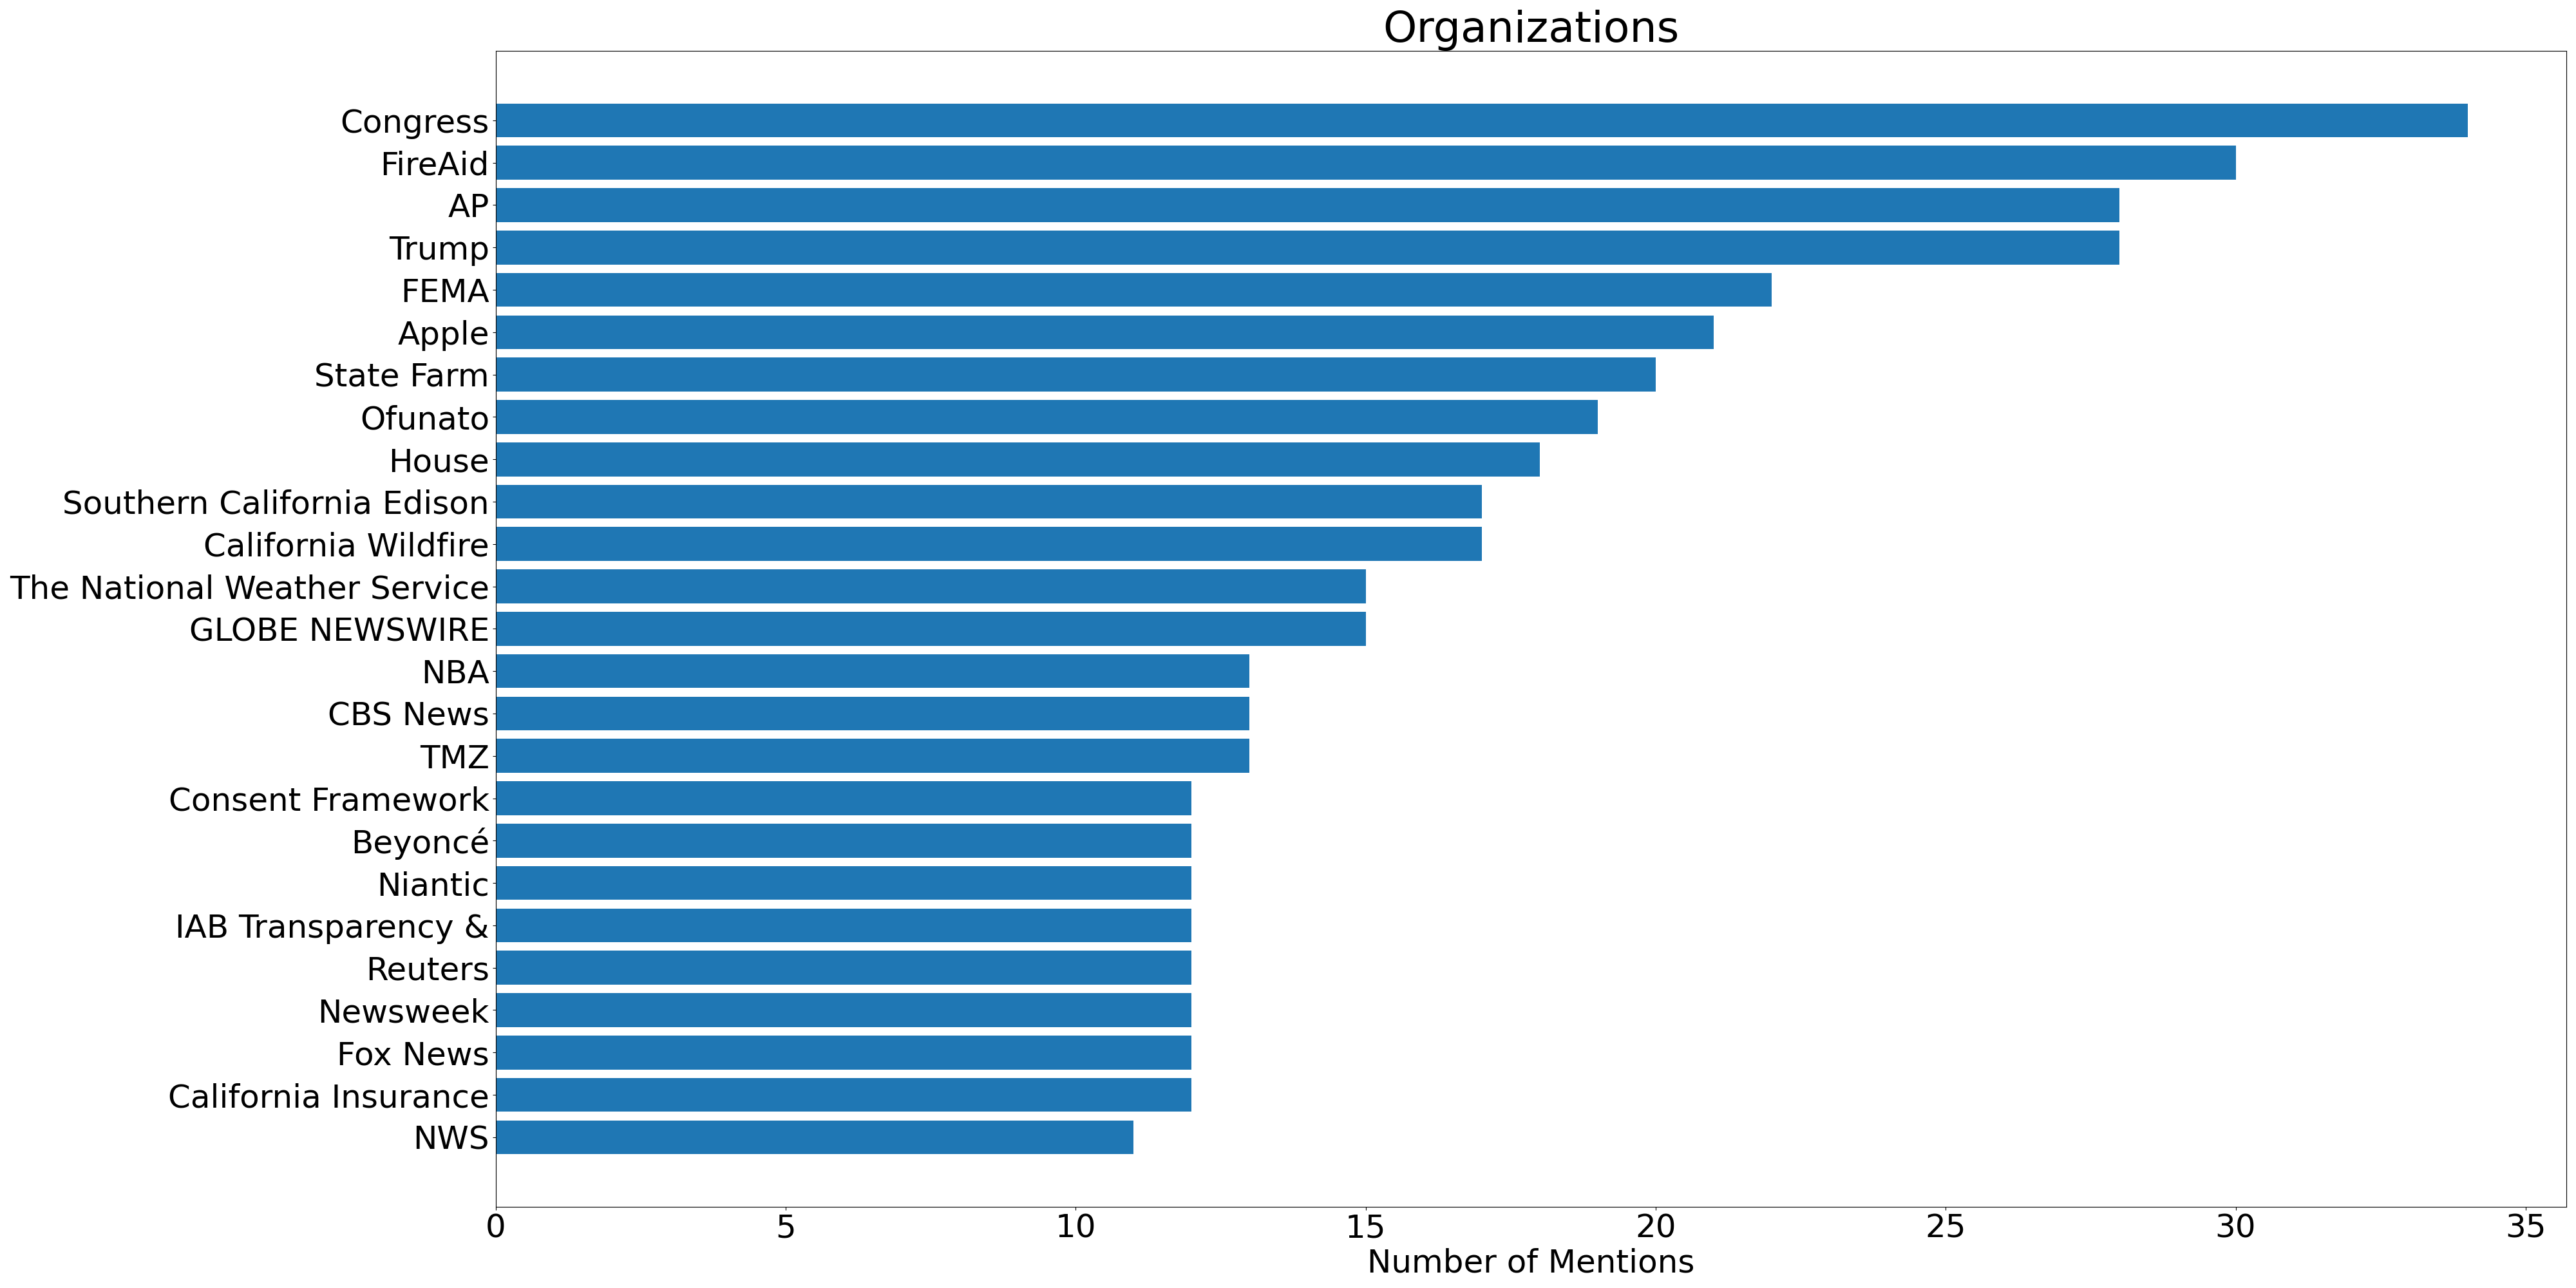 Organizations
Congress
FireAid
AP
Trump
FEMA
Apple
State Farm
Ofunato
House
Southern California Edison
California Wildfire
The National Weather Service
GLOBE NEWSWIRE
NBA
CBS News
TMZ
Consent Framework
Beyoncé
Niantic
IAB Transparency &
Reuters
Newsweek
Fox News
California Insurance
NWS
0 5 10 15 20 25 30 35
Number of Mentions